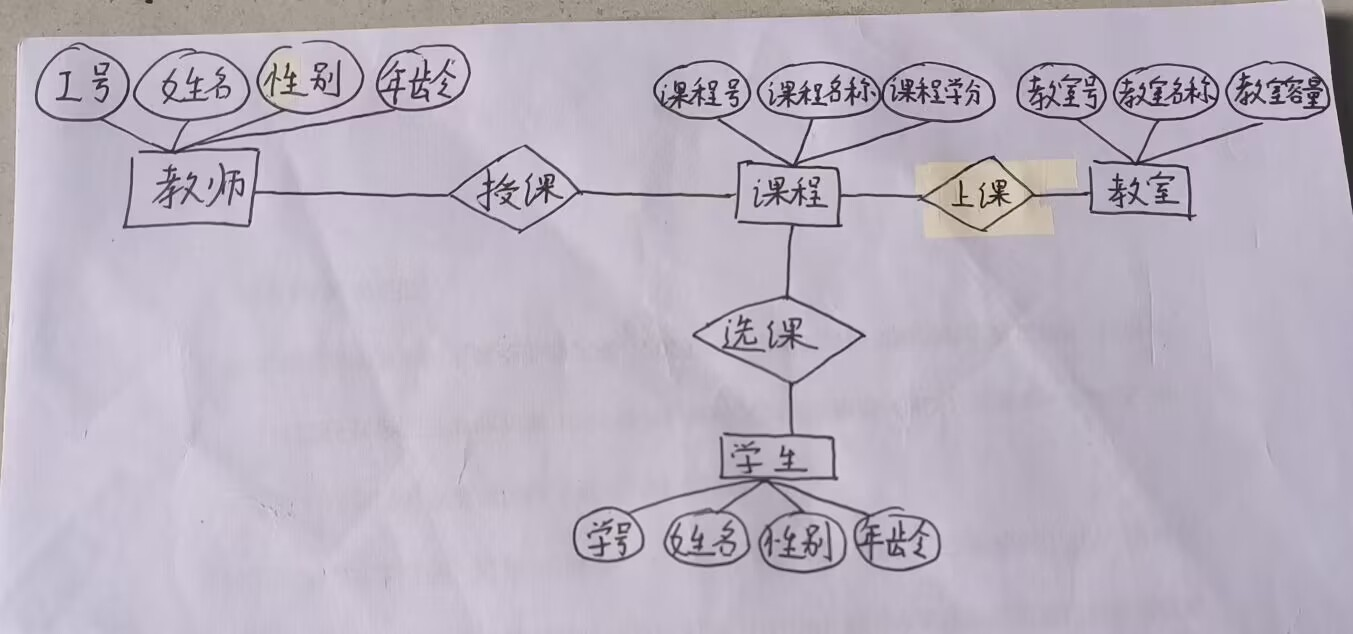 工号 姓名 性别 年龄 课程号 课程名称 课程学分 教室号 教室名称 教室容量
教师 授课 课程 上课 教室
选课
学生
学号 姓名 性别 年龄